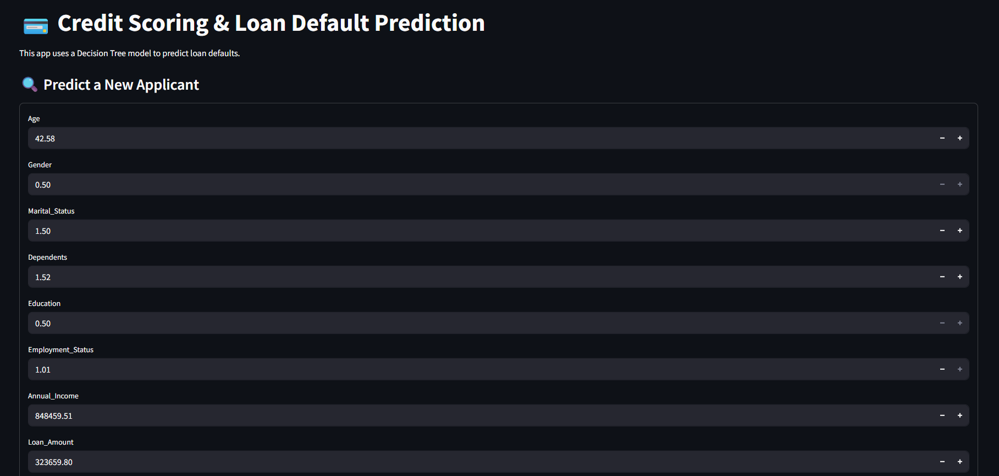 Credit Scoring & Loan Default Prediction
This app uses a Decision Tree model to predict loan defaults.
Predict a New Applicant
Age
42.58
Gender
0.50
Marital_Status
1.50
Dependents
1.52
Education
0.50
Employment_Status
1.01
Annual_Income
848459.51
Loan_Amount
323659.80